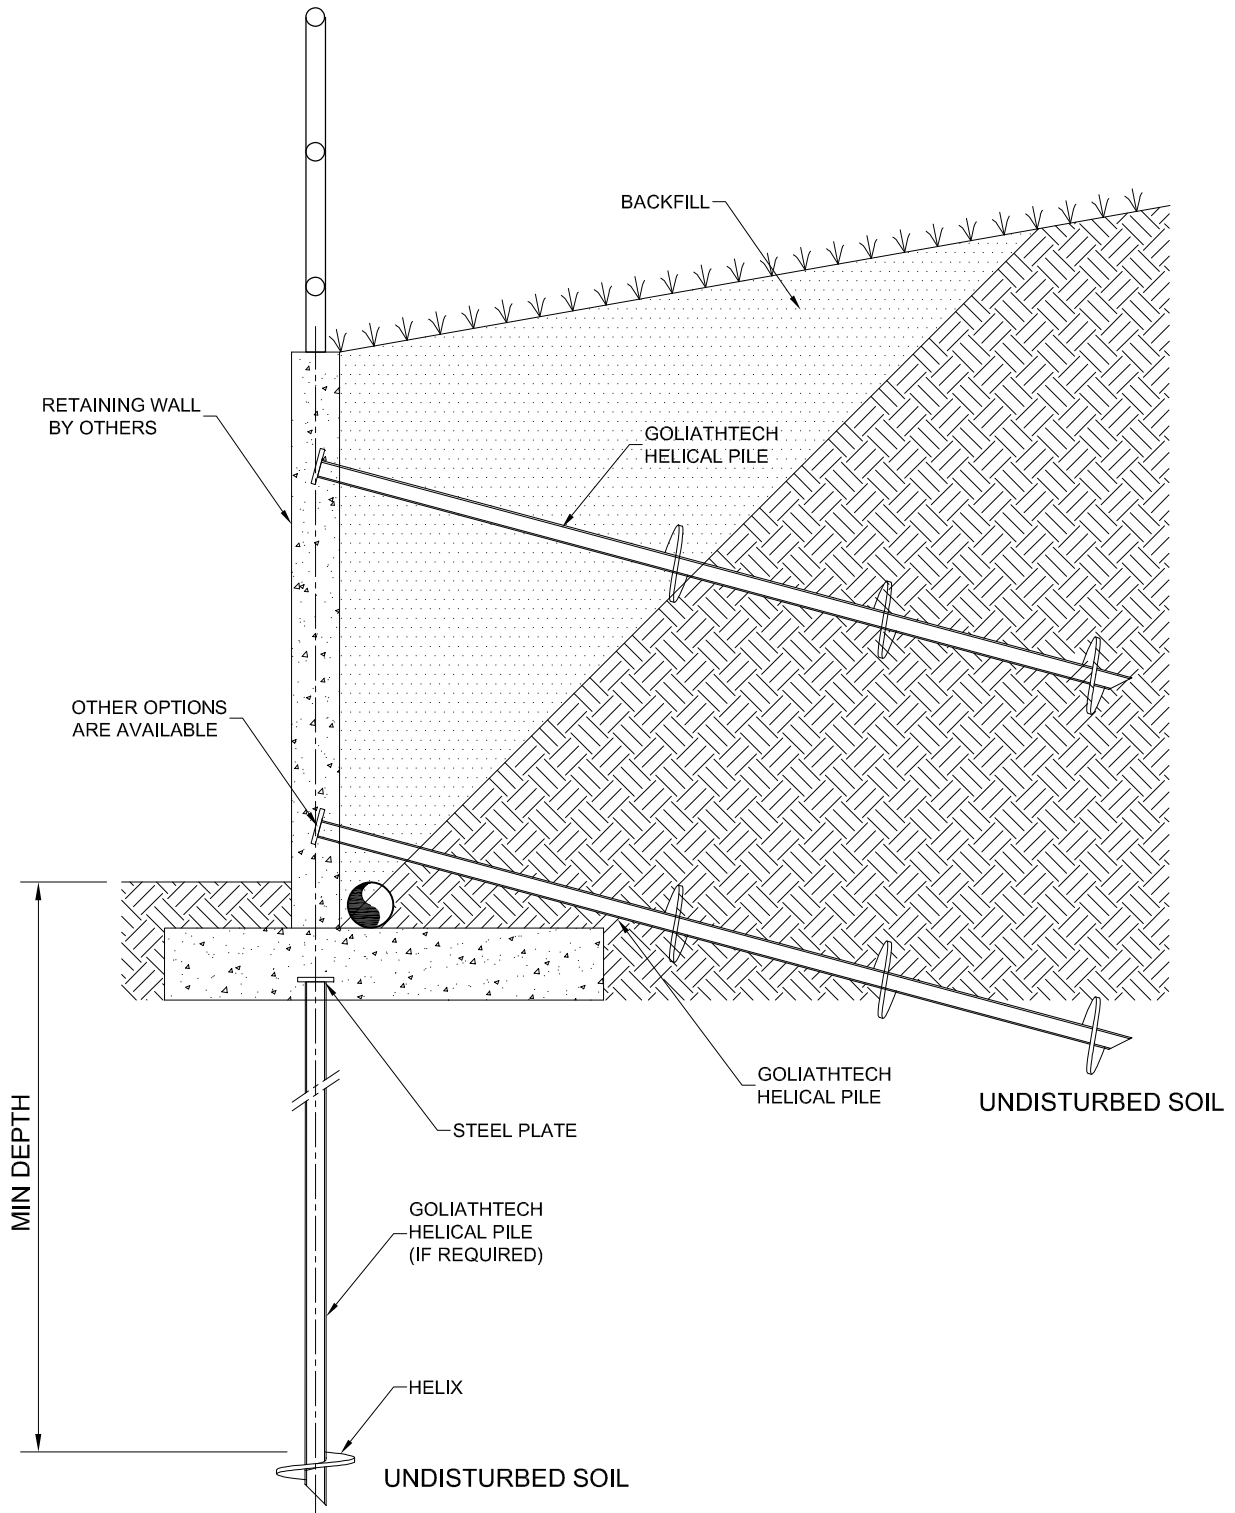 BACKFILL
RETAINING WALL
BY OTHERS
GOLIATHTECH
HELICAL PILE
OTHER OPTIONS
ARE AVAILABLE
GOLIATHTECH
HELICAL PILE
UNDISTURBED SOIL
STEEL PLATE
MIN DEPTH
GOLIATHTECH
HELICAL PILE
(IF REQUIRED)
HELIX
UNDISTURBED SOIL